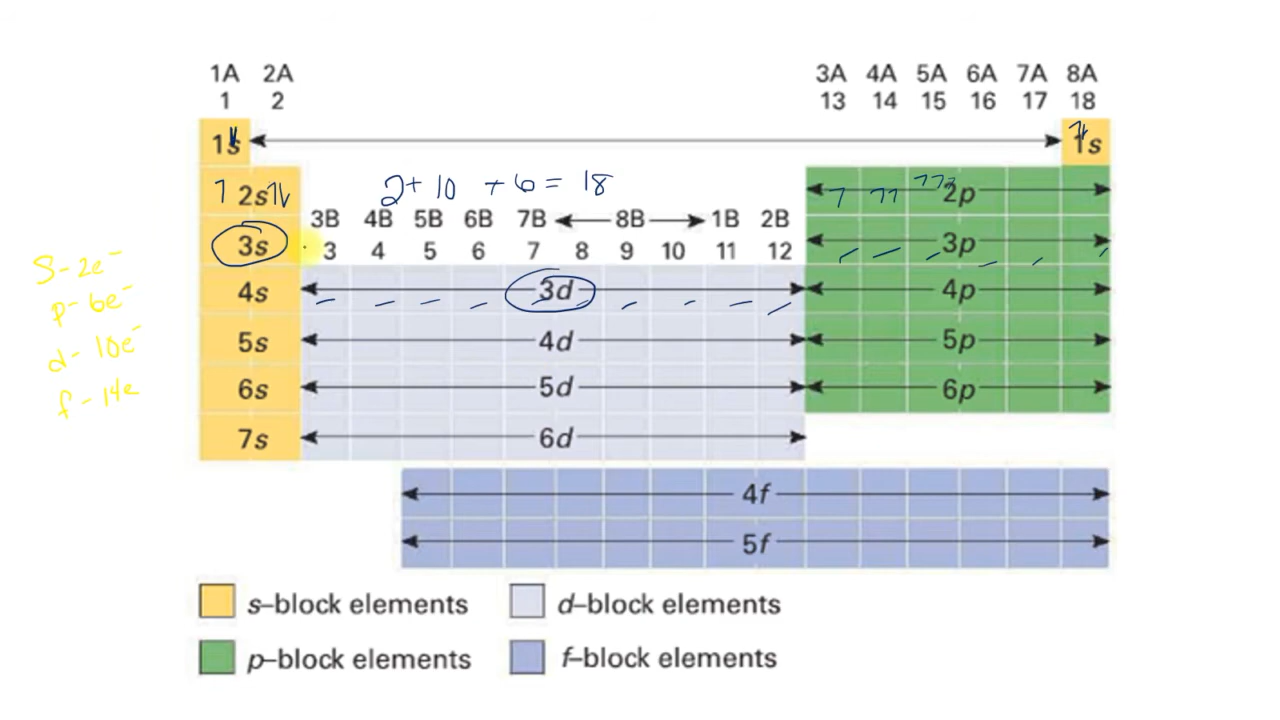 1A 2A 3A 4A 5A 6A 7A 8A
1 2 13 14 15 16 17 18
1s 1s
2s 2p
2+ 10 + 6 = 18
3B 4B 5B 6B 7B 8B 1B 2B
3s 3 4 5 6 7 8 9 10 11 12 3p
4s 3d 4p
5s 4d 5p
6s 5d 6p
7s 6d
S - 2e⁻
p - 6e⁻
d - 10e⁻
f - 14e
4f
5f
s–block elements d–block elements
p–block elements f–block elements